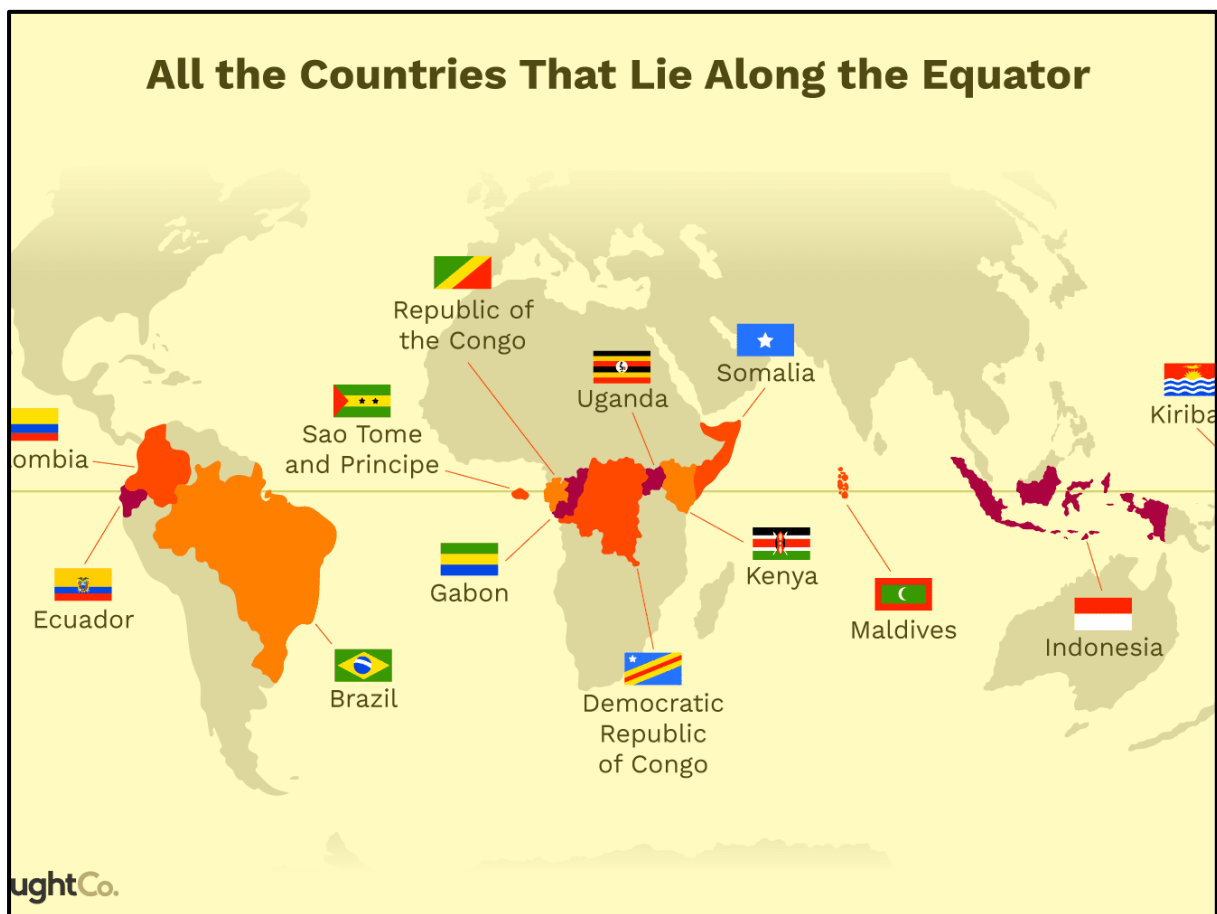 All the Countries That Lie Along the Equator
Republic of
the Congo
Somalia
Uganda
Kiriba
Sao Tome
and Principe
ombia
Gabon
Kenya
Ecuador
Maldives
Indonesia
Brazil
Democratic
Republic
of Congo
ughtCo.